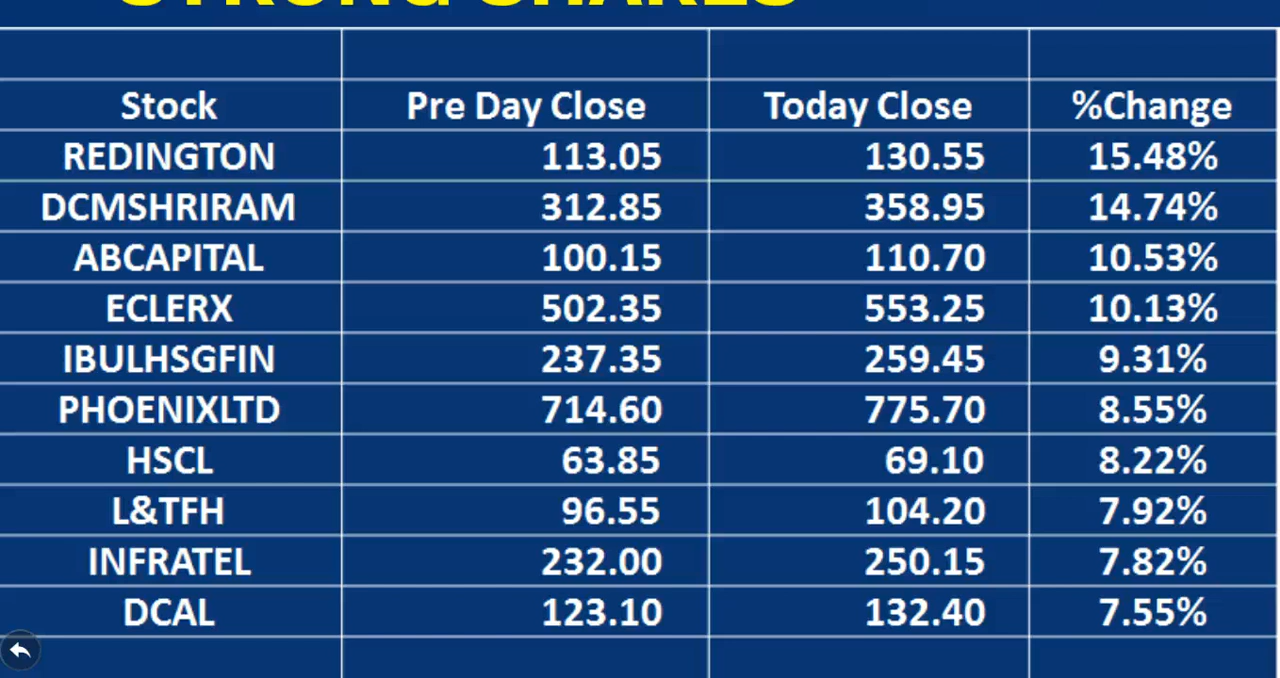 STRONG SHARES
Stock Pre Day Close Today Close %Change
REDINGTON 113.05 130.55 15.48%
DCMSHRIRAM 312.85 358.95 14.74%
ABCAPITAL 100.15 110.70 10.53%
ECLERX 502.35 553.25 10.13%
IBULHSGFIN 237.35 259.45 9.31%
PHOENIXLTD 714.60 775.70 8.55%
HSCL 63.85 69.10 8.22%
L&TFH 96.55 104.20 7.92%
INFRATEL 232.00 250.15 7.82%
DCAL 123.10 132.40 7.55%